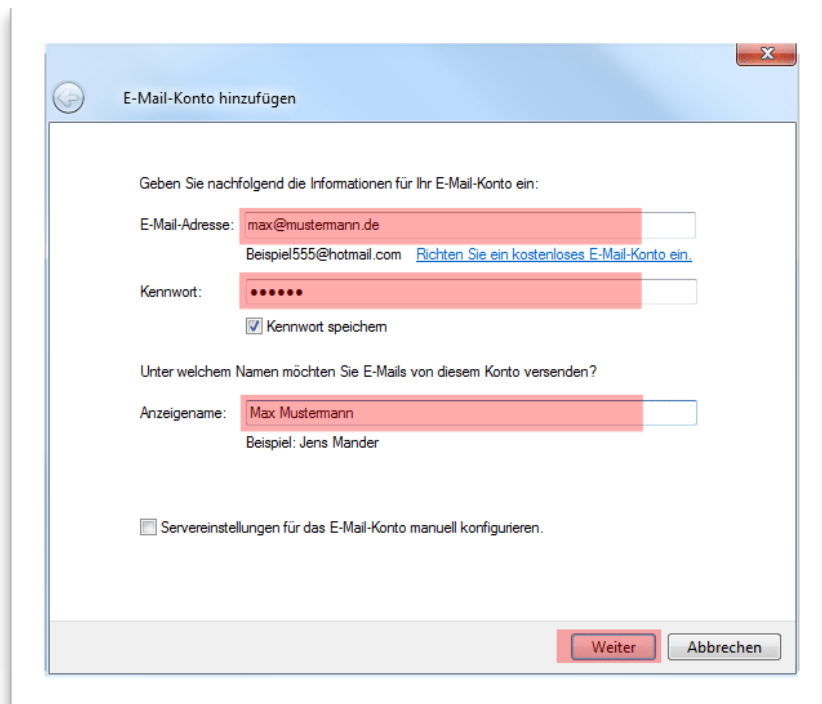 E-Mail-Konto hinzufügen
Geben Sie nachfolgend die Informationen für Ihr E-Mail-Konto ein:
E-Mail-Adresse: max@mustermann.de
Beispiel555@hotmail.com Richten Sie ein kostenloses E-Mail-Konto ein.
Kennwort: ●●●●●●
Kennwort speichern
Unter welchem Namen möchten Sie E-Mails von diesem Konto versenden?
Anzeigename: Max Mustermann
Beispiel: Jens Mander
Servereinstellungen für das E-Mail-Konto manuell konfigurieren.
Weiter Abbrechen